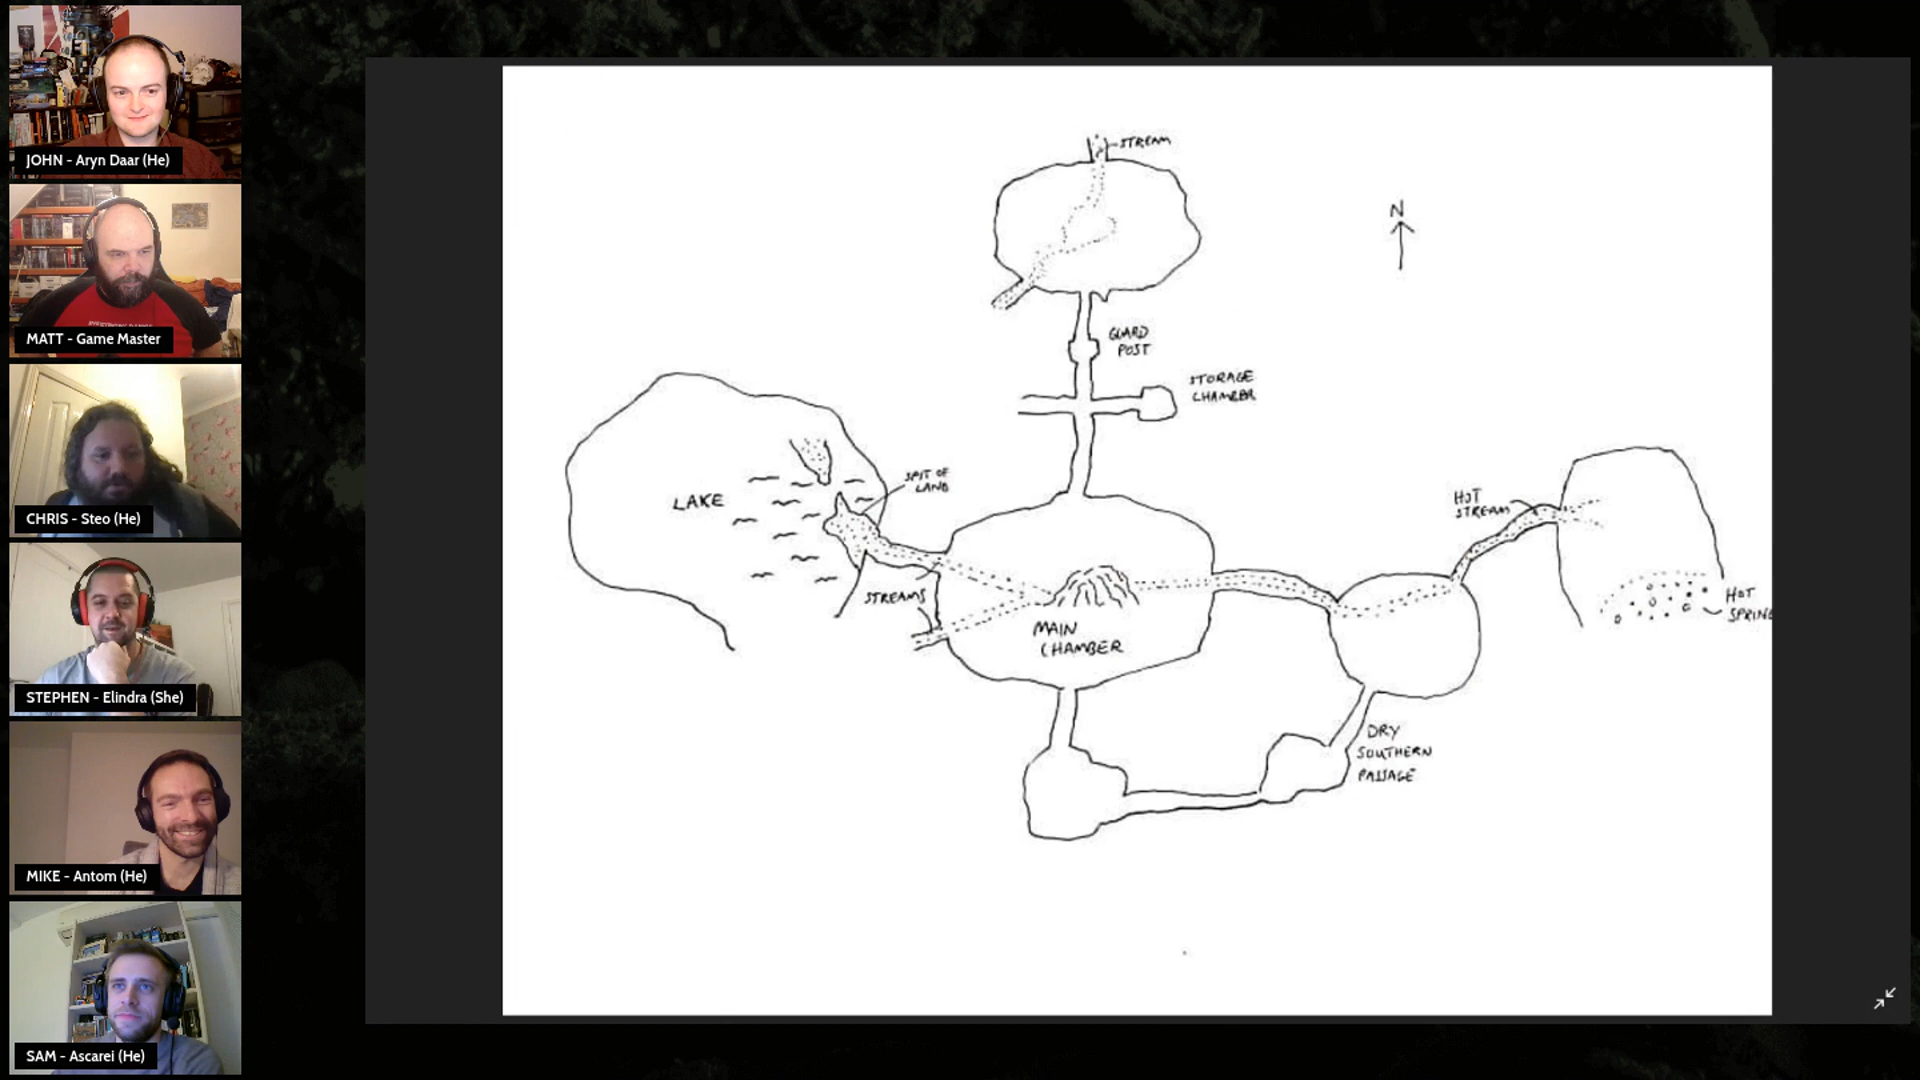 JOHN - Aryn Daar (He)
MATT - Game Master
CHRIS - Steo (He)
STEPHEN - Elindra (She)
MIKE - Antom (He)
SAM - Ascarei (He)
STREAM
N
GUARD
POST
STORAGE
CHAMBER
SPIT OF
LAND
LAKE
HOT
STREAM
STREAMS
MAIN
CHAMBER
HOT
SPRING
DRY
SOUTHERN
PASSAGE